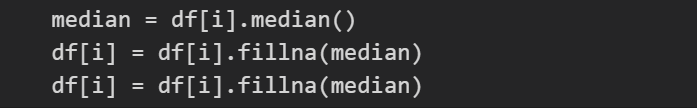 median = df[i].median()
df[i] = df[i].fillna(median)
df[i] = df[i].fillna(median)